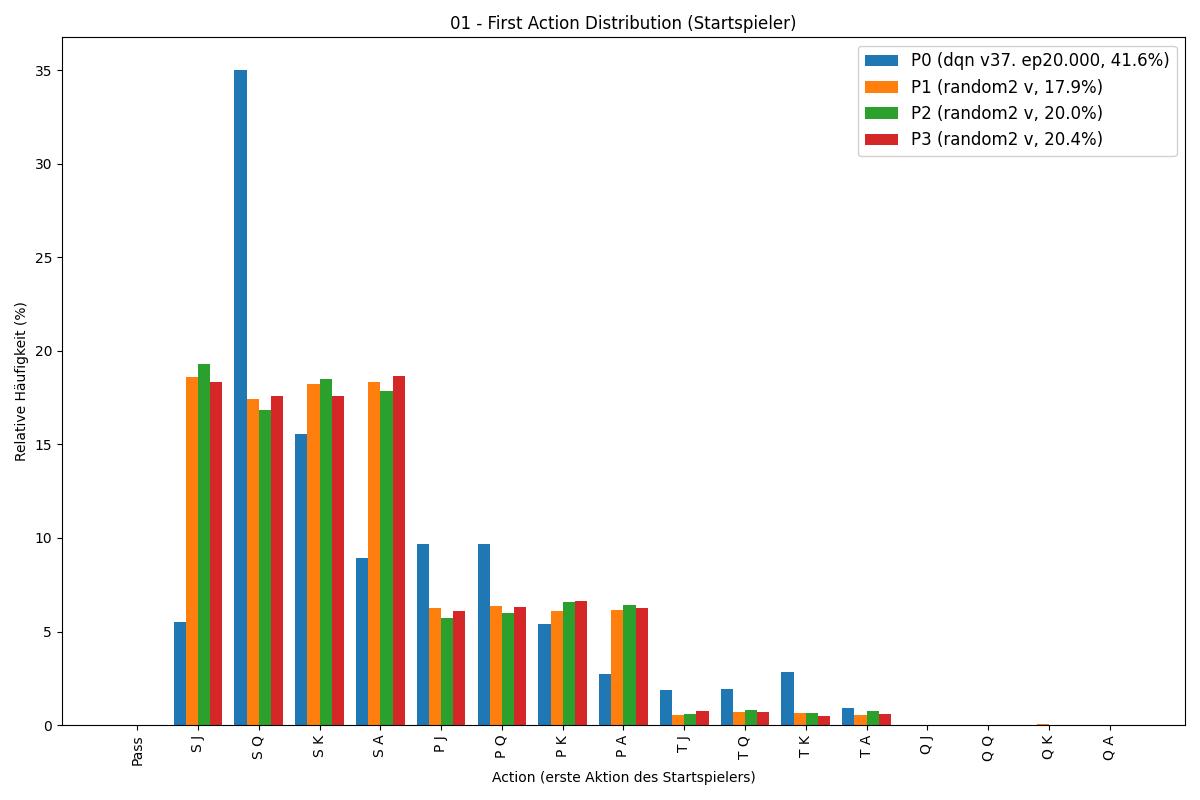 01 - First Action Distribution (Startspieler)
P0 (dqn v37. ep20.000, 41.6%)
P1 (random2 v, 17.9%)
P2 (random2 v, 20.0%)
P3 (random2 v, 20.4%)
Relative Häufigkeit (%)
35
30
25
20
15
10
5
0
Pass
S J
S Q
S K
S A
P J
P Q
P K
P A
T J
T Q
T K
T A
Q J
Q Q
Q K
Q A
Action (erste Aktion des Startspielers)